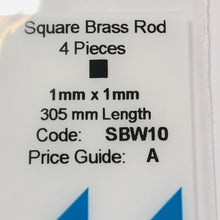 Square Brass Rod
4 Pieces
1mm x 1mm
305 mm Length
Code: SBW10
Price Guide: A